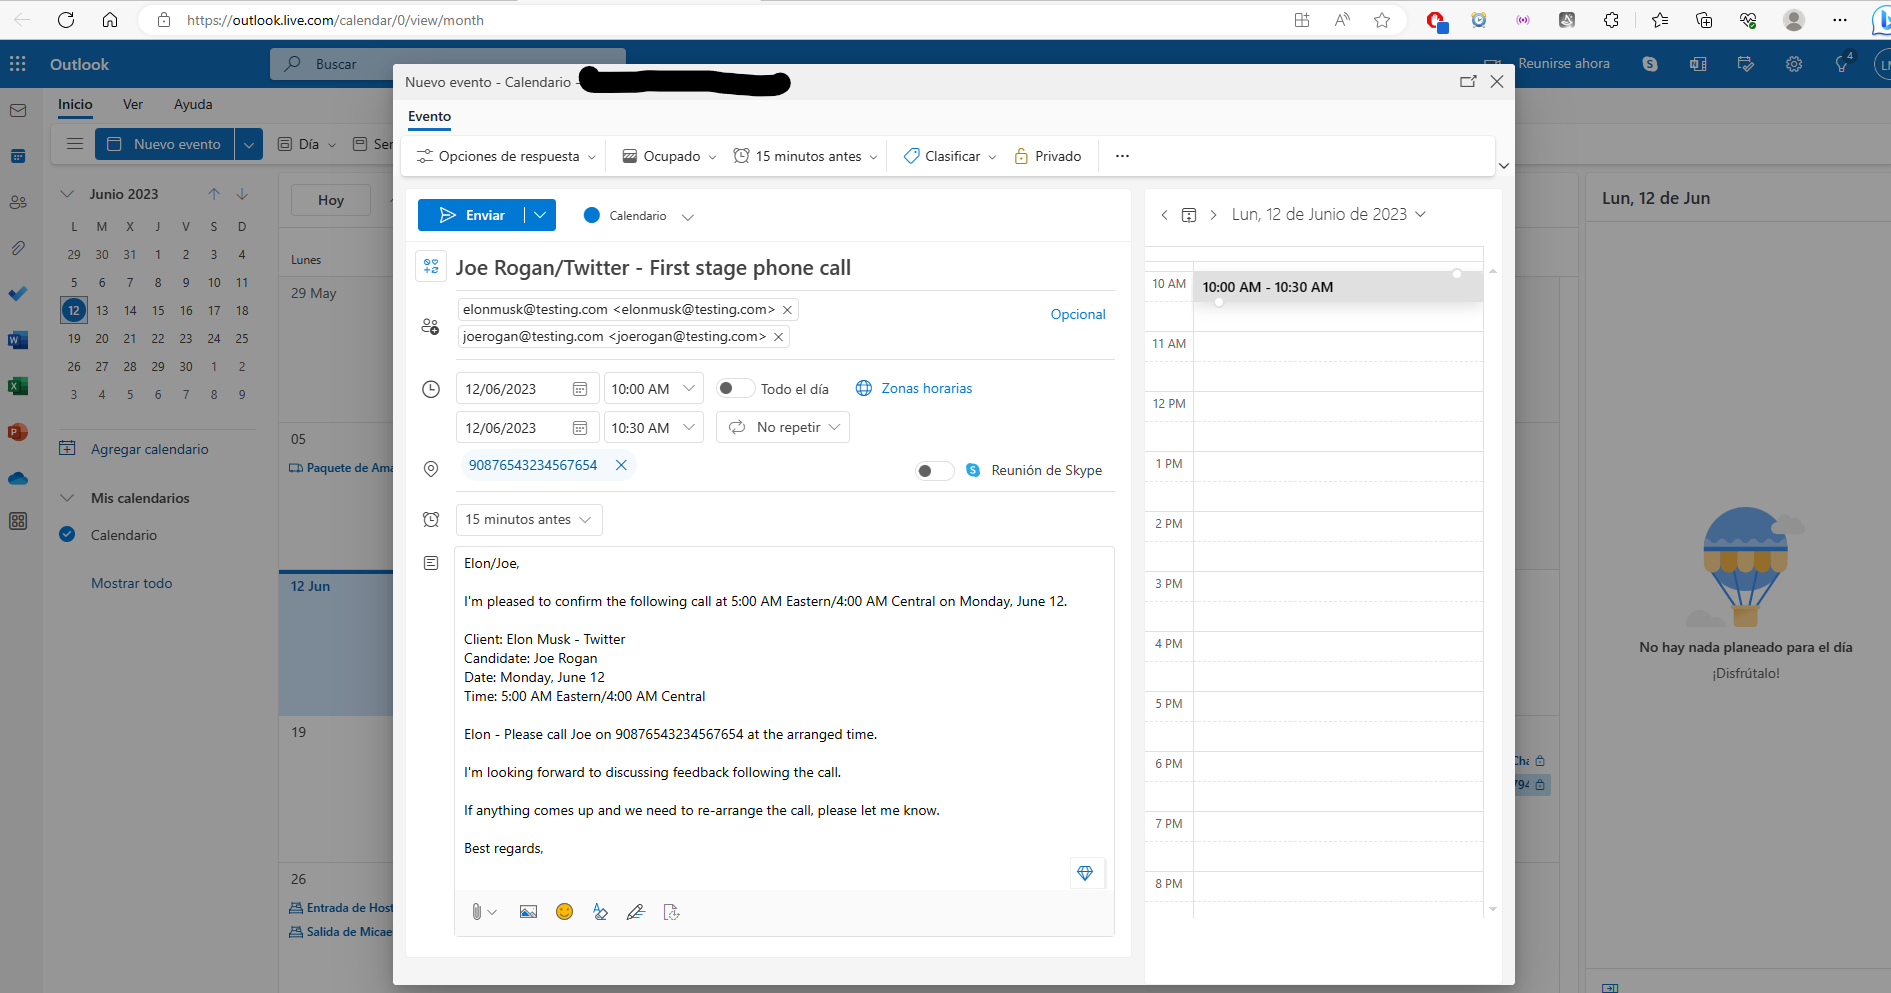 https://outlook.live.com/calendar/0/view/month
Outlook
Buscar
Reunirse ahora
4
Inicio
Ver
Ayuda
Nuevo evento
Día
Junio 2023
L M X J V S D
29 30 31 1 2 3 4
5 6 7 8 9 10 11
12 13 14 15 16 17 18
19 20 21 22 23 24 25
26 27 28 29 30 1 2
3 4 5 6 7 8 9
Agregar calendario
Mis calendarios
Calendario
Mostrar todo
Hoy
Lunes
29 May
05
12 Jun
19
26
Nuevo evento - Calendario -
Evento
Opciones de respuesta
Ocupado
15 minutos antes
Clasificar
Privado
Enviar
Calendario
Joe Rogan/Twitter - First stage phone call
elonmusk@testing.com <elonmusk@testing.com>
joerogan@testing.com <joerogan@testing.com>
Opcional
12/06/2023 10:00 AM Todo el día Zonas horarias
12/06/2023 10:30 AM No repetir
90876543234567654
Reunión de Skype
15 minutos antes
Elon/Joe,
I'm pleased to confirm the following call at 5:00 AM Eastern/4:00 AM Central on Monday, June 12.
Client: Elon Musk - Twitter
Candidate: Joe Rogan
Date: Monday, June 12
Time: 5:00 AM Eastern/4:00 AM Central
Elon - Please call Joe on 90876543234567654 at the arranged time.
I'm looking forward to discussing feedback following the call.
If anything comes up and we need to re-arrange the call, please let me know.
Best regards,
Lun, 12 de Junio de 2023
10 AM
10:00 AM - 10:30 AM
11 AM
12 PM
1 PM
2 PM
3 PM
4 PM
5 PM
6 PM
7 PM
8 PM
Lun, 12 de Jun
No hay nada planeado para el día
¡Disfrútalo!
Paquete de
Entrada de
Salida de